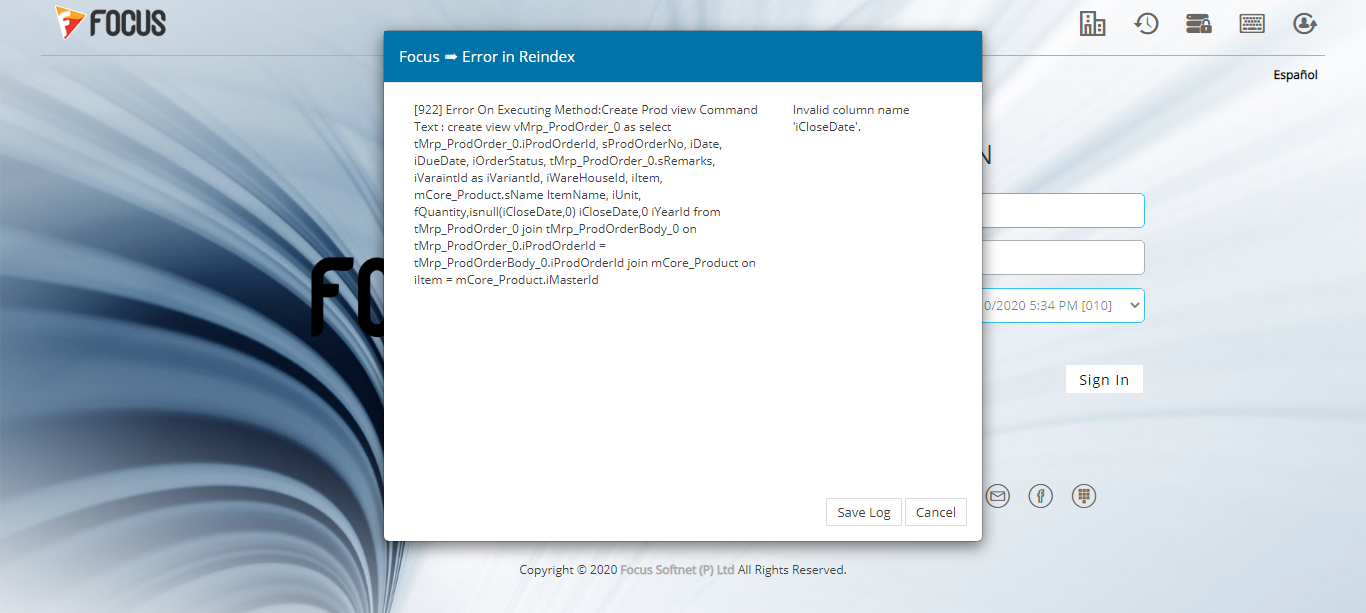 FOCUS
Español
Focus ➡ Error in Reindex
[922] Error On Executing Method:Create Prod view Command
Text : create view vMrp_ProdOrder_0 as select
tMrp_ProdOrder_0.iProdOrderId, sProdOrderNo, iDate,
iDueDate, iOrderStatus, tMrp_ProdOrder_0.sRemarks,
iVaraintId as iVariantId, iWareHouseId, iItem,
mCore_Product.sName ItemName, iUnit,
fQuantity,isnull(iCloseDate,0) iCloseDate,0 iYearId from
tMrp_ProdOrder_0 join tMrp_ProdOrderBody_0 on
tMrp_ProdOrder_0.iProdOrderId =
tMrp_ProdOrderBody_0.iProdOrderId join mCore_Product on
iItem = mCore_Product.iMasterId
Invalid column name
'iCloseDate'.
N
0/2020 5:34 PM [010]
Sign In
FO
Save Log
Cancel
Copyright © 2020 Focus Softnet (P) Ltd All Rights Reserved.